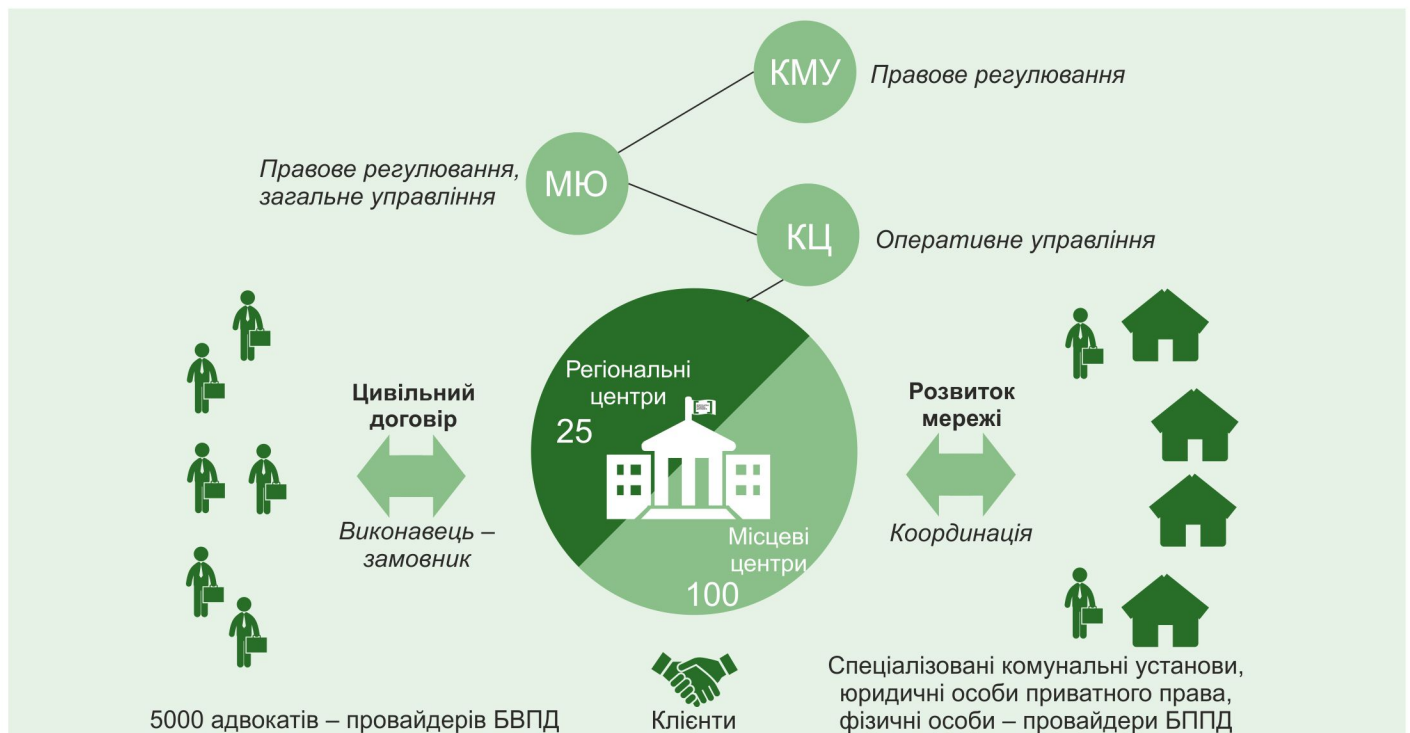 КМУ
Правове регулювання
Правове регулювання,
загальне управління
МЮ
КЦ
Оперативне управління
Регіональні
центри
25
Місцеві
центри
100
Цивільний
договір
Виконавець –
замовник
Розвиток
мережі
Координація
5000 адвокатів – провайдерів БВПД
Клієнти
Спеціалізовані комунальні установи,
юридичні особи приватного права,
фізичні особи – провайдери БППД